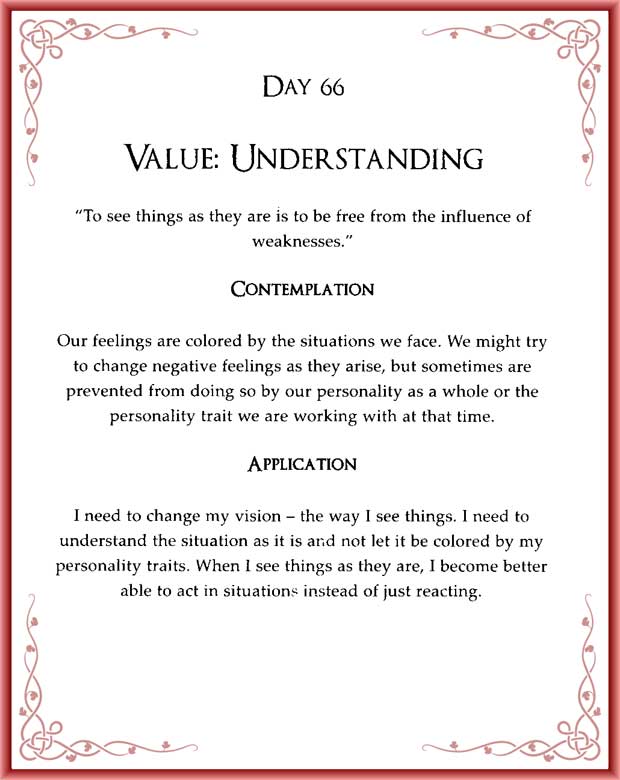 Day 66
Value: Understanding
“To see things as they are is to be free from the influence of
weaknesses.”
Contemplation
Our feelings are colored by the situations we face. We might try
to change negative feelings as they arise, but sometimes are
prevented from doing so by our personality as a whole or the
personality trait we are working with at that time.
Application
I need to change my vision – the way I see things. I need to
understand the situation as it is and not let it be colored by my
personality traits. When I see things as they are, I become better
able to act in situations instead of just reacting.